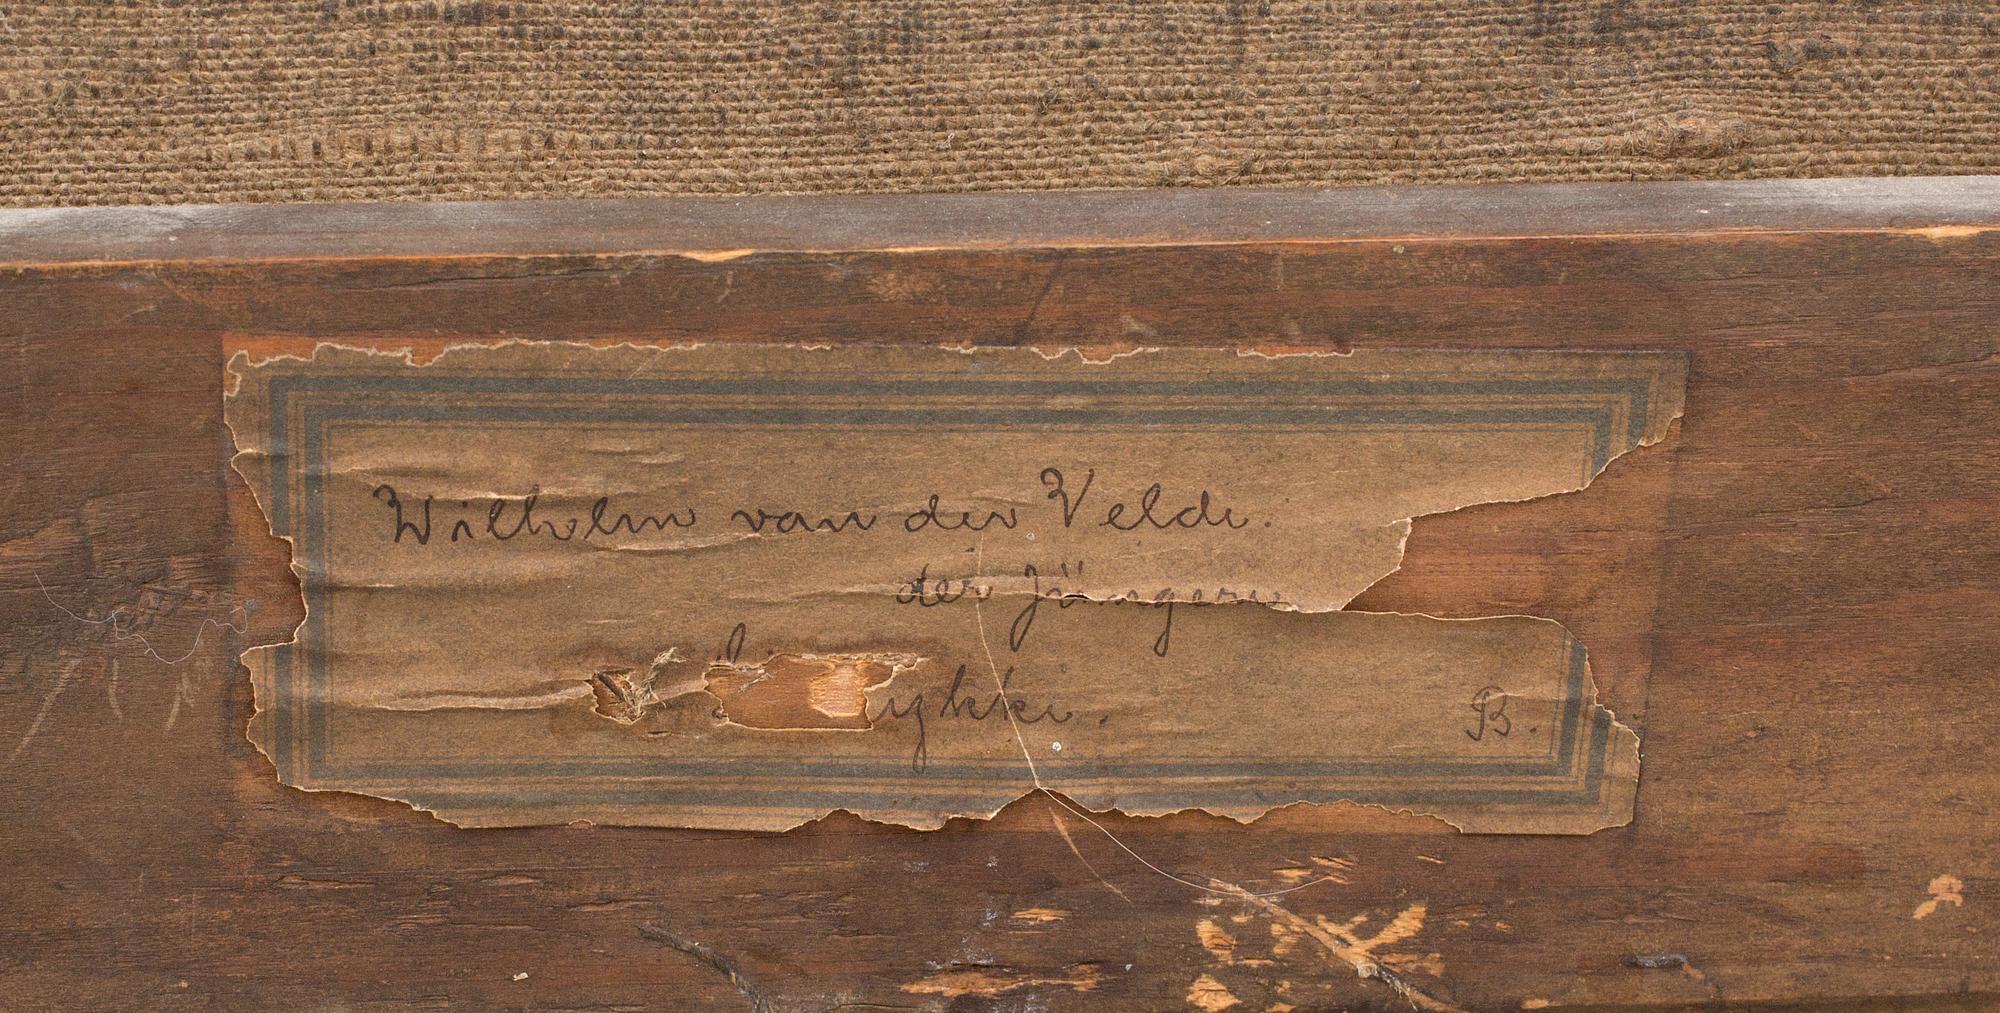 Wilhelm van der Velde.
der Jüngere
B.